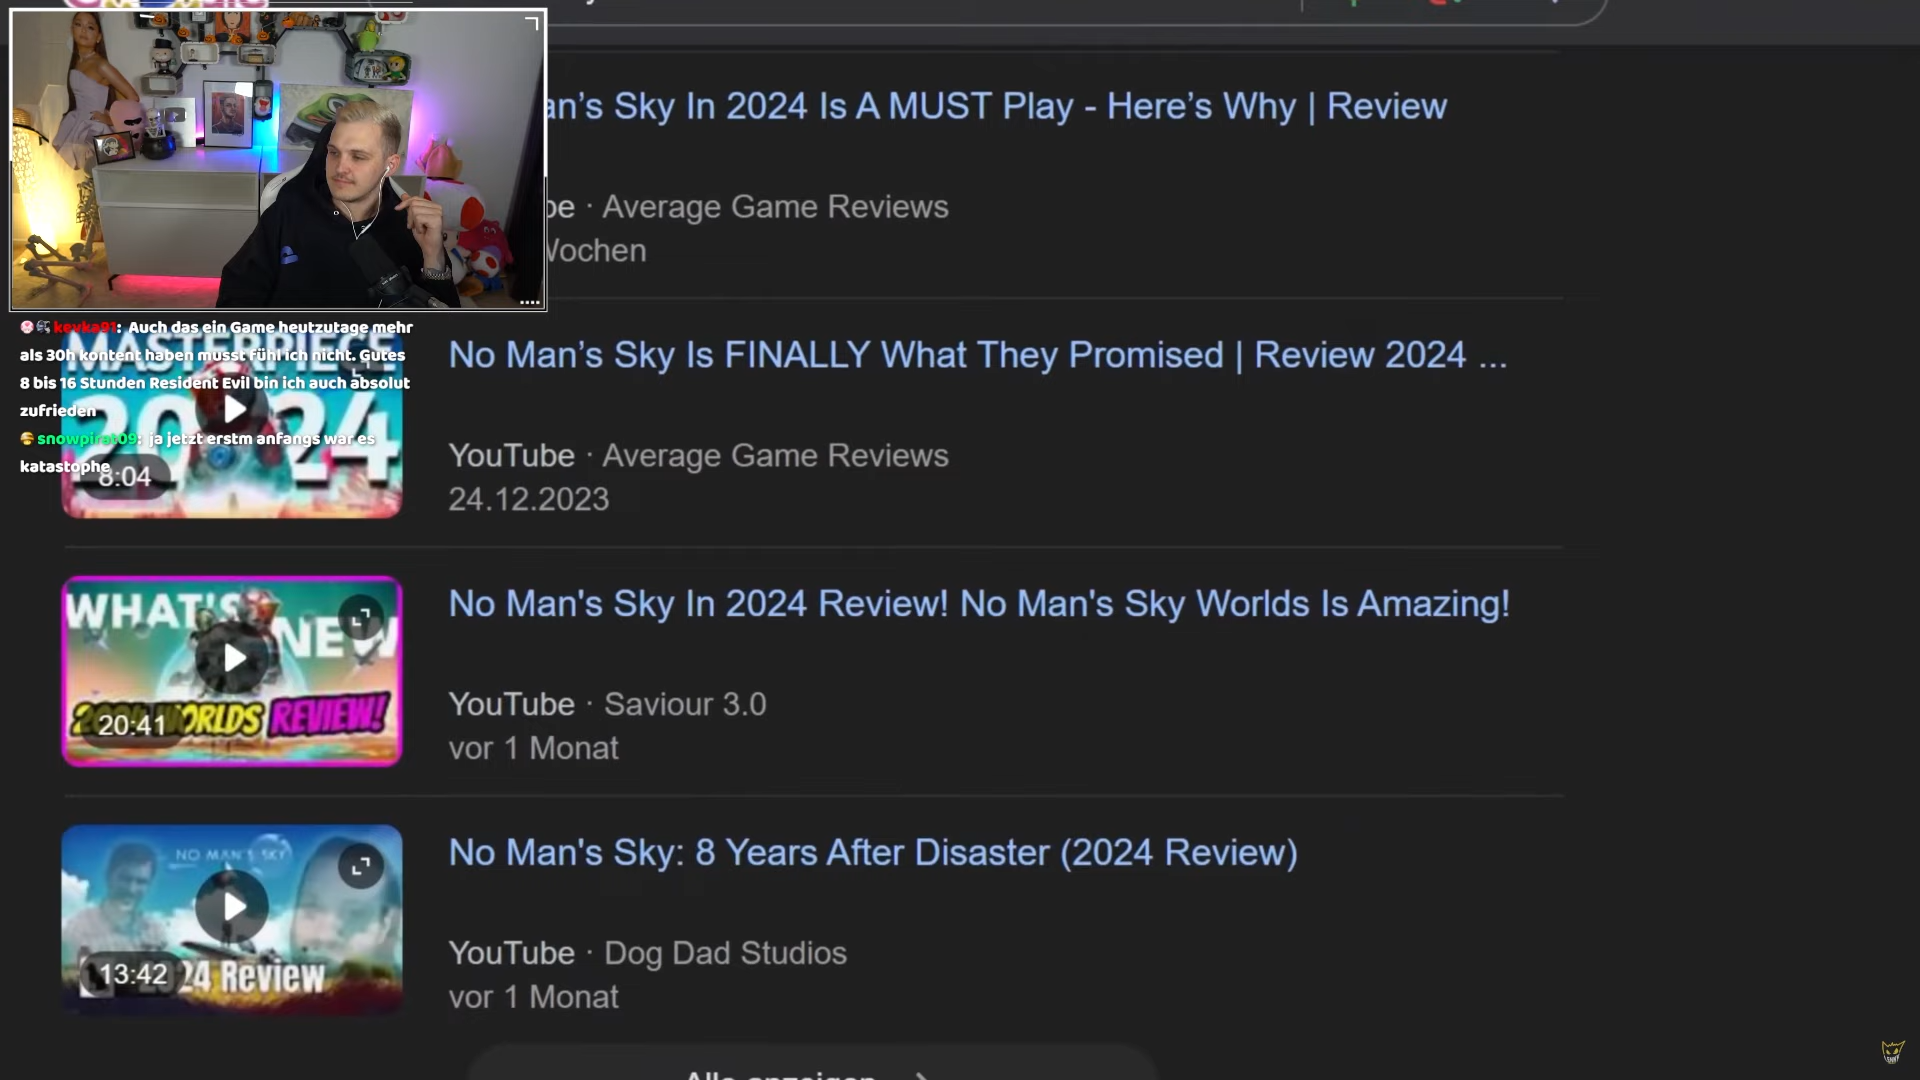 an’s Sky In 2024 Is A MUST Play - Here’s Why | Review
be · Average Game Reviews
Wochen
kevka91: Auch das ein Game heutzutage mehr
als 30h kontent haben musst fühl ich nicht. Gutes
8 bis 16 Stunden Resident Evil bin ich auch absolut
zufrieden
snowpirat09: ja jetzt erstm anfangs war es
katastophe
MASTERPIECE
2024
8:04
No Man’s Sky Is FINALLY What They Promised | Review 2024 ...
YouTube · Average Game Reviews
24.12.2023
WHAT'S
NEW
WORLDS REVIEW!
20:41
No Man's Sky In 2024 Review! No Man's Sky Worlds Is Amazing!
YouTube · Saviour 3.0
vor 1 Monat
NO MAN'S SKY
24 Review
13:42
No Man's Sky: 8 Years After Disaster (2024 Review)
YouTube · Dog Dad Studios
vor 1 Monat
Alle anzeigen